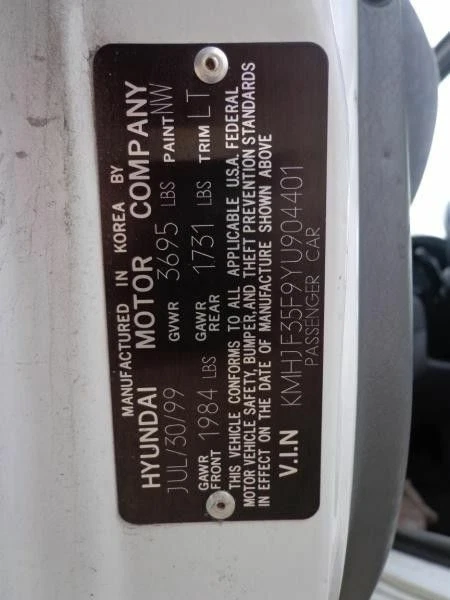 MANUFACTURED IN KOREA BY
HYUNDAI MOTOR COMPANY
JUL/30/99 GVWR 3695 LBS PAINT NW
GAWR FRONT 1984 LBS GAWR REAR 1731 LBS TRIM LT
THIS VEHICLE CONFORMS TO ALL APPLICABLE U.S.A. FEDERAL
MOTOR VEHICLE SAFETY, BUMPER, AND THEFT PREVENTION STANDARDS
IN EFFECT ON THE DATE OF MANUFACTURE SHOWN ABOVE
V.I.N KMHJF35F9YU904401
PASSENGER CAR